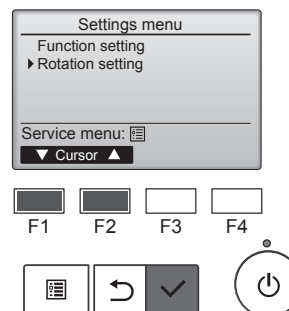 Settings menu
Function setting
Rotation setting
Service menu:
▼ Cursor ▲
F1 F2 F3 F4